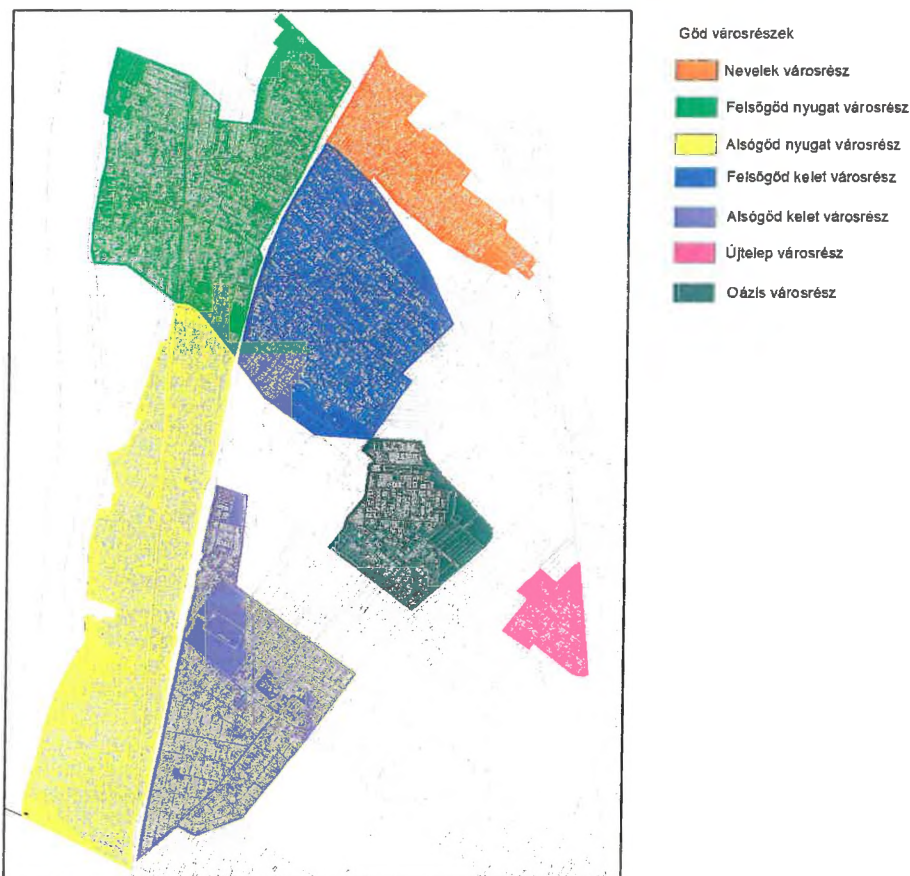 Göd városrészek
Nevelek városrész
Felsőgöd nyugat városrész
Alsógöd nyugat városrész
Felsőgöd kelet városrész
Alsógöd kelet városrész
Újtelep városrész
Oázis városrész